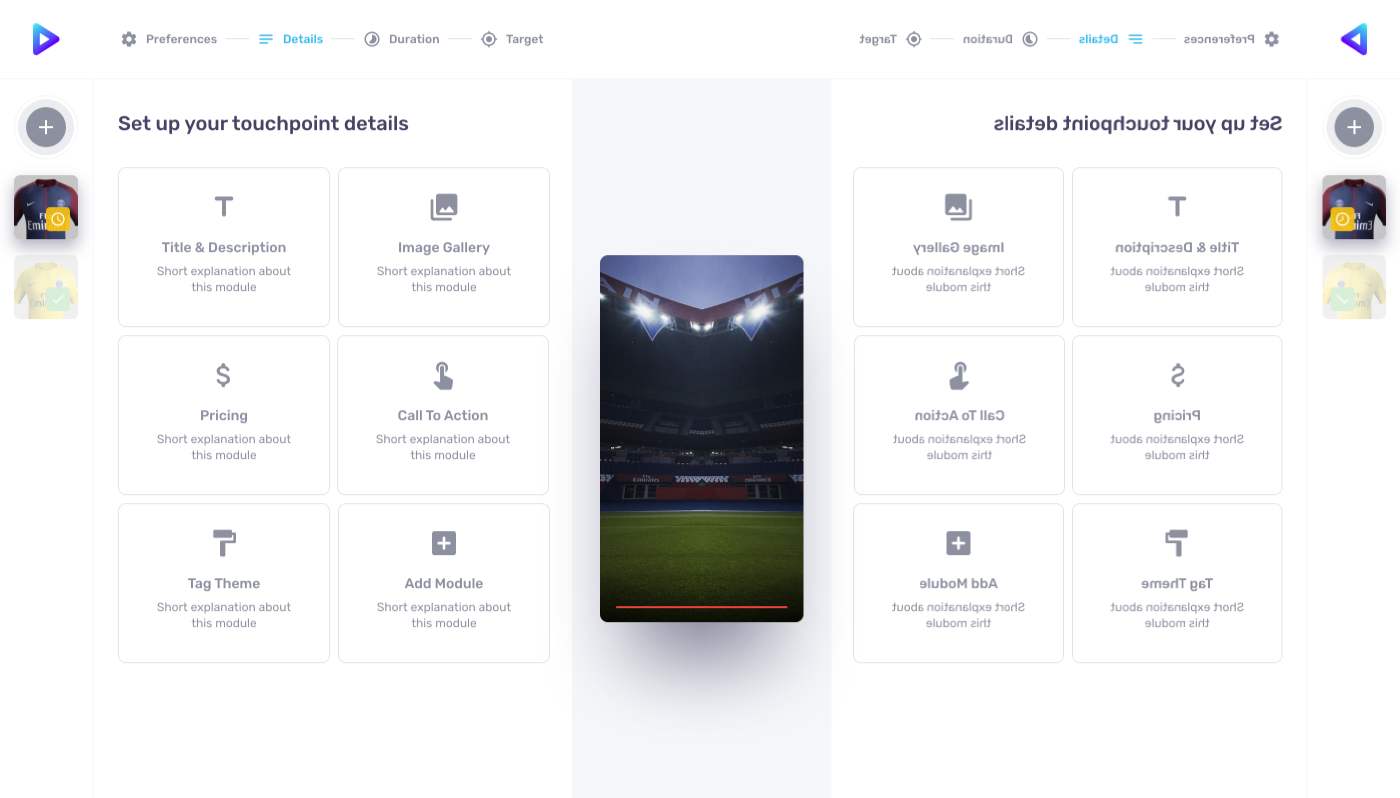 Preferences
Details
Duration
Target
Set up your touchpoint details
Title & Description
Short explanation about
this module
Image Gallery
Short explanation about
this module
Pricing
Short explanation about
this module
Call To Action
Short explanation about
this module
Tag Theme
Short explanation about
this module
Add Module
Short explanation about
this module
Preferences
Details
Duration
Target
Set up your touchpoint details
Title & Description
Short explanation about
this module
Image Gallery
Short explanation about
this module
Pricing
Short explanation about
this module
Call To Action
Short explanation about
this module
Tag Theme
Short explanation about
this module
Add Module
Short explanation about
this module